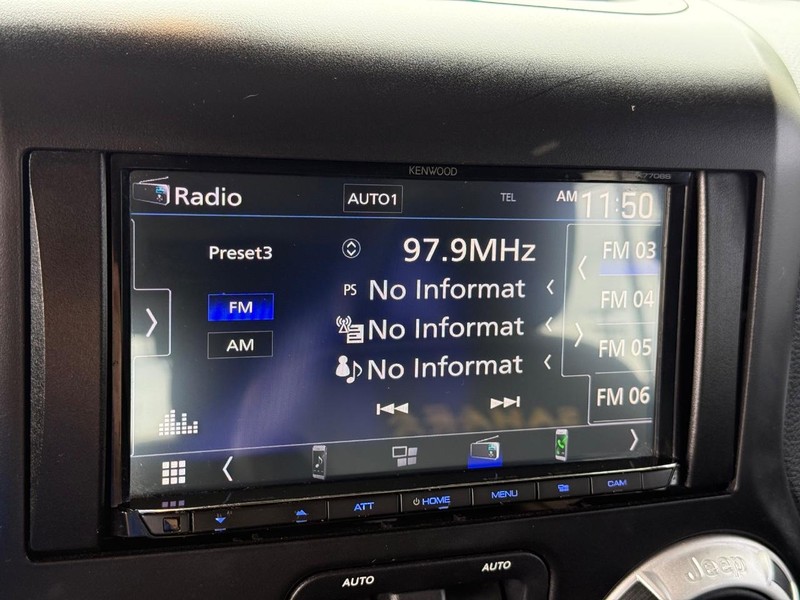 KENWOOD
Radio
AUTO1
TEL
AM 11:50
Preset3
97.9MHz
FM 03
FM
PS No Informat
FM 04
AM
No Informat
FM 05
No Informat
FM 06
ATT
HOME
MENU
CAM
AUTO
AUTO
Jeep